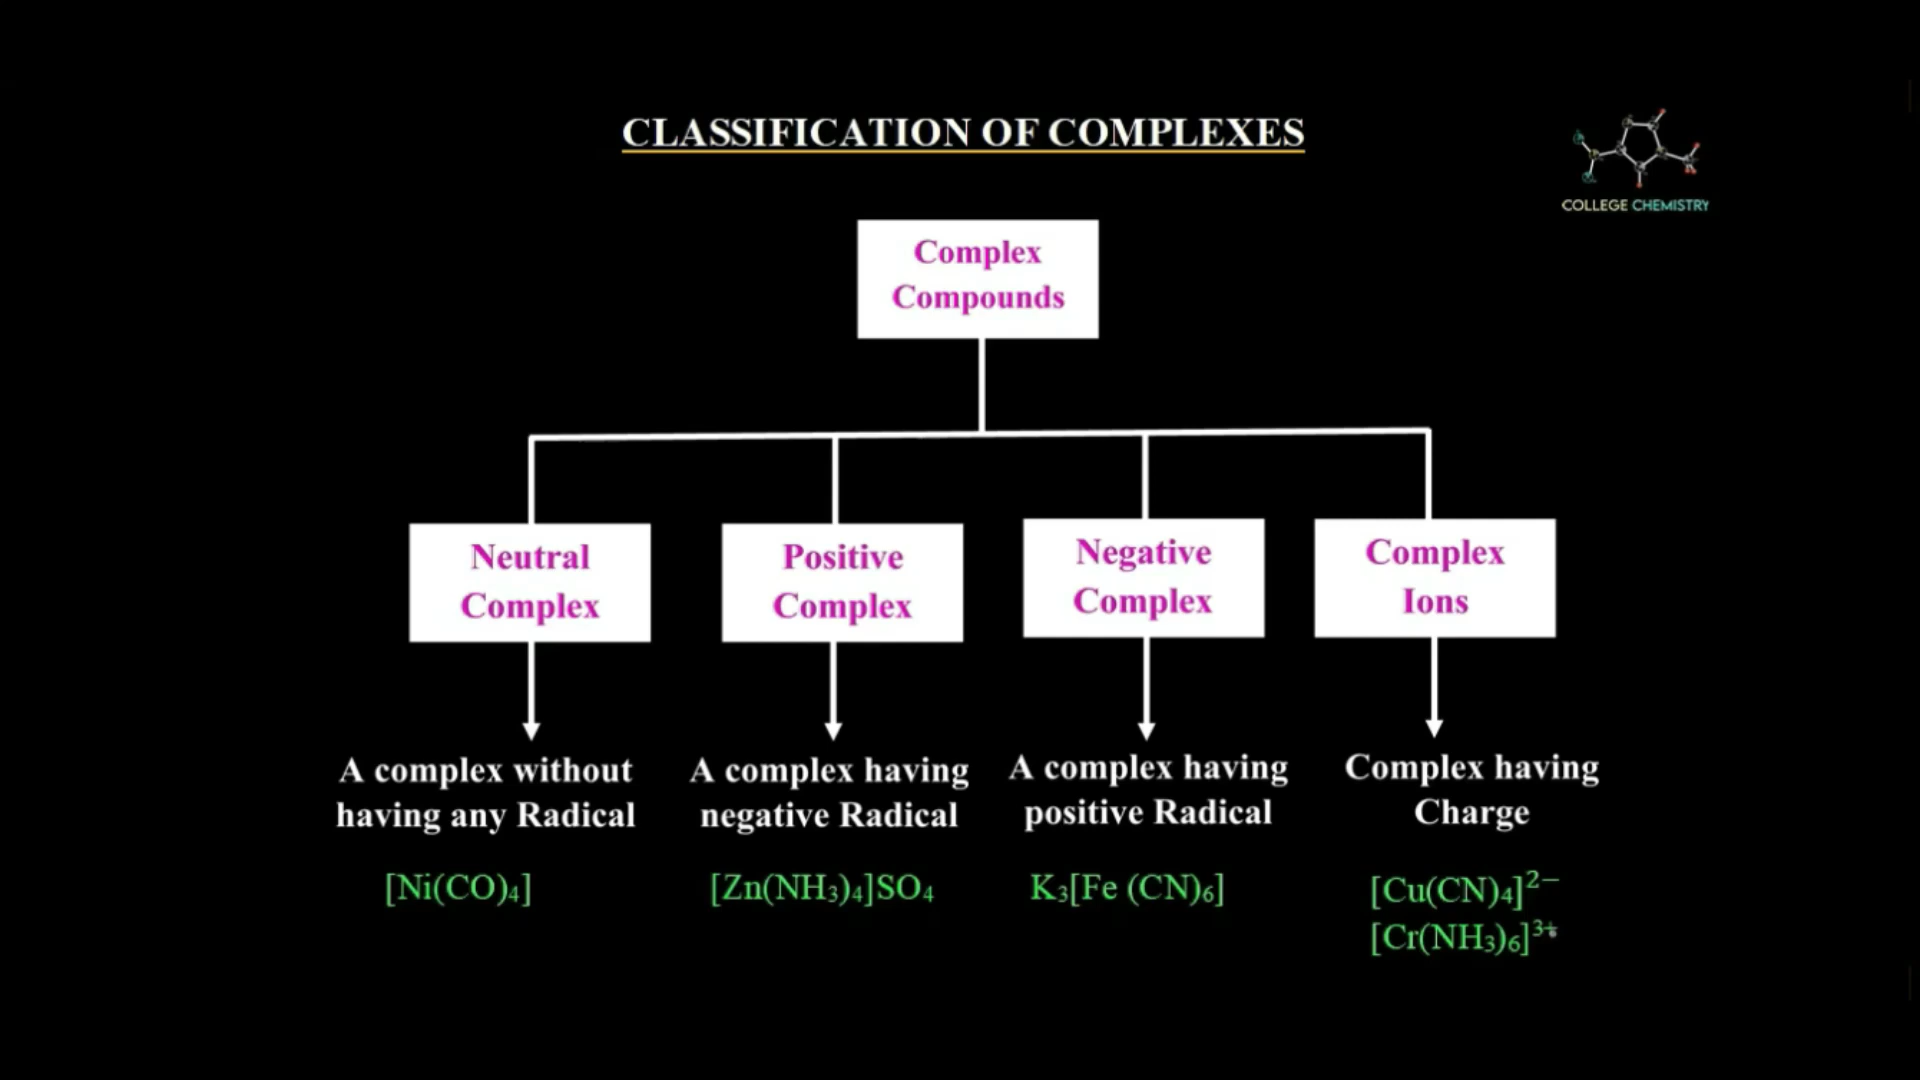 CLASSIFICATION OF COMPLEXES
COLLEGE CHEMISTRY
Complex
Compounds
Neutral
Complex
Positive
Complex
Negative
Complex
Complex
Ions
A complex without
having any Radical
A complex having
negative Radical
A complex having
positive Radical
Complex having
Charge
[Ni(CO)₄]
[Zn(NH₃)₄]SO₄
K₃[Fe (CN)₆]
[Cu(CN)₄]²⁻
[Cr(NH₃)₆]³⁺